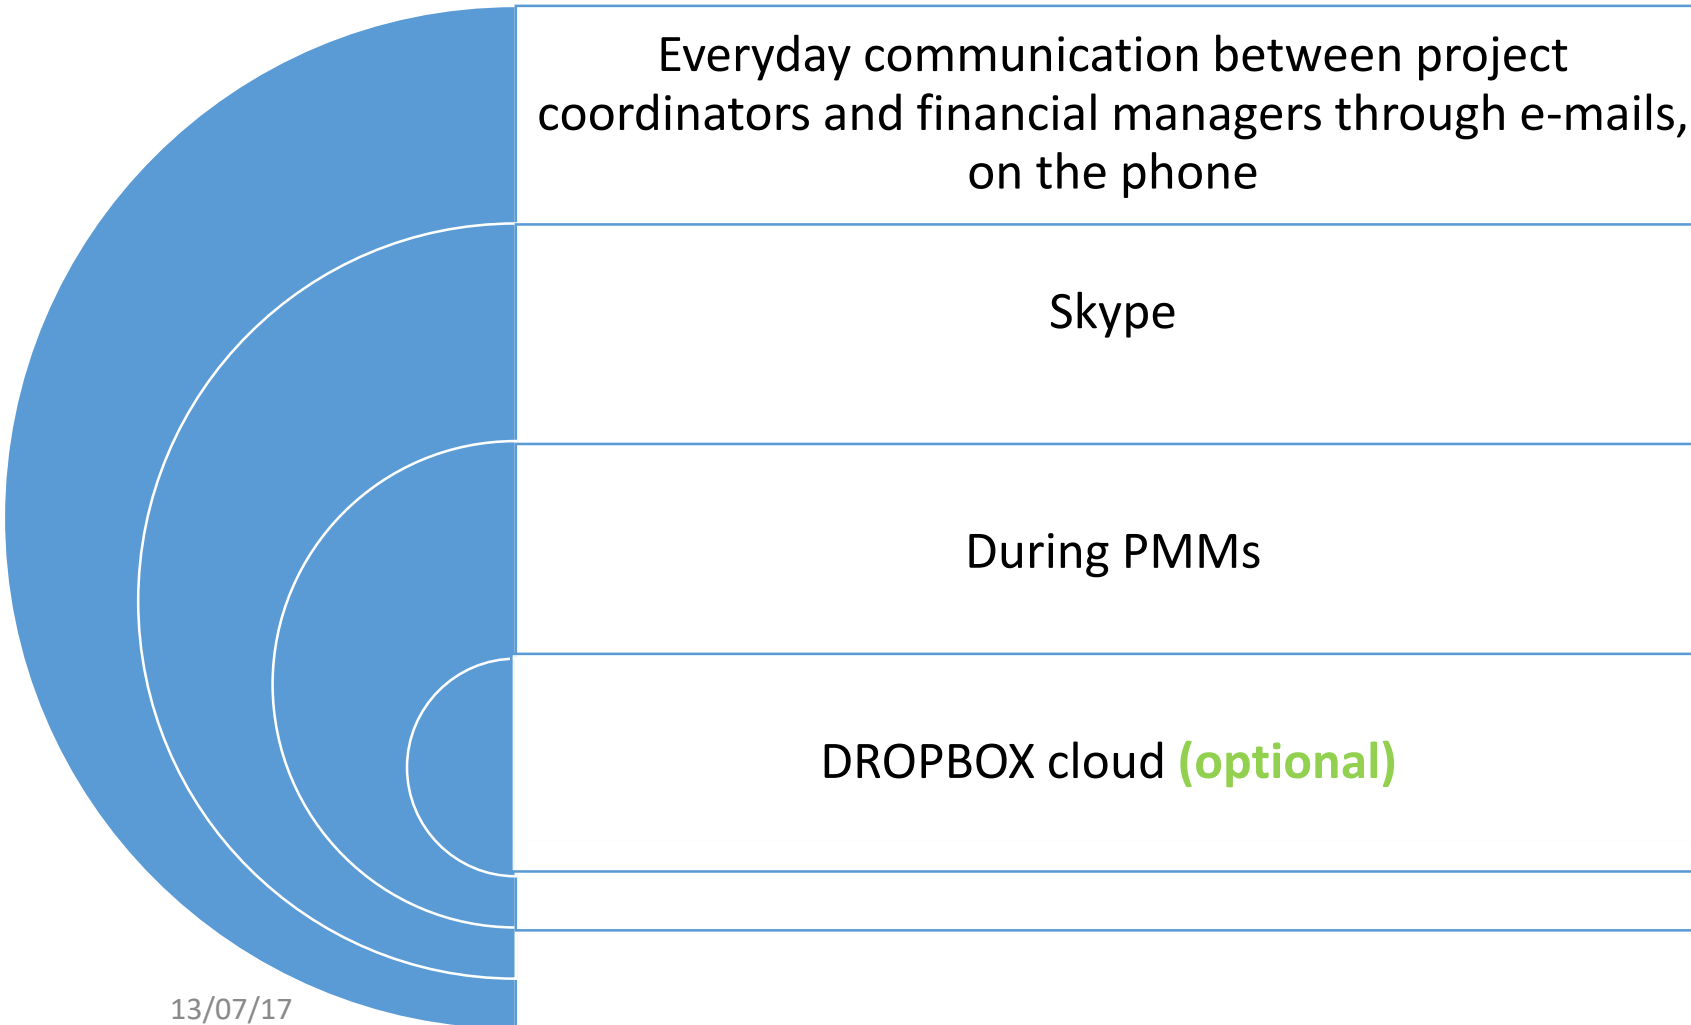 Everyday communication between project
coordinators and financial managers through e-mails,
on the phone
Skype
During PMMs
DROPBOX cloud (optional)
13/07/17